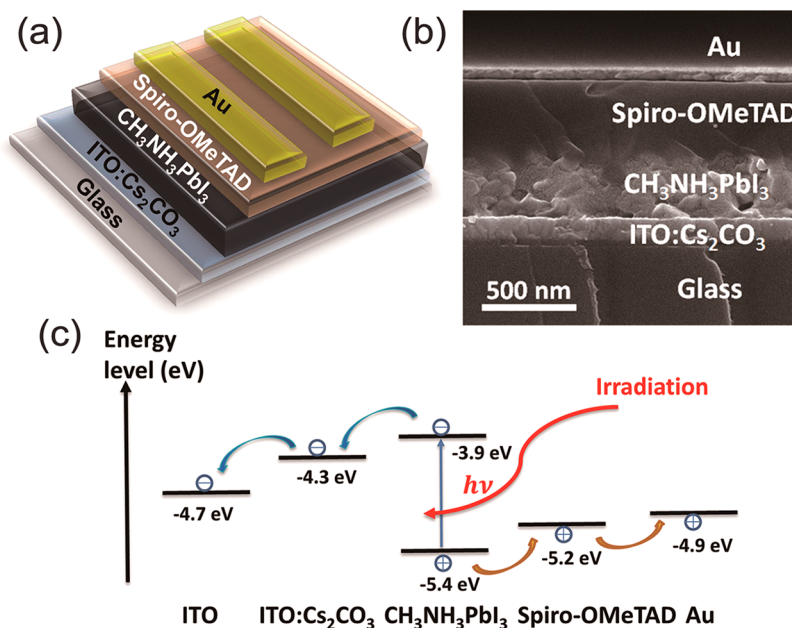 (a)
Au
Spiro-OMeTAD
CH₃NH₃PbI₃
ITO:Cs₂CO₃
Glass
(b)
Au
Spiro-OMeTAD
CH₃NH₃PbI₃
ITO:Cs₂CO₃
500 nm
Glass
(c)
Energy
level (eV)
Irradiation
hν
-3.9 eV
-4.3 eV
-4.7 eV
-4.9 eV
-5.2 eV
-5.4 eV
ITO ITO:Cs₂CO₃ CH₃NH₃PbI₃ Spiro-OMeTAD Au